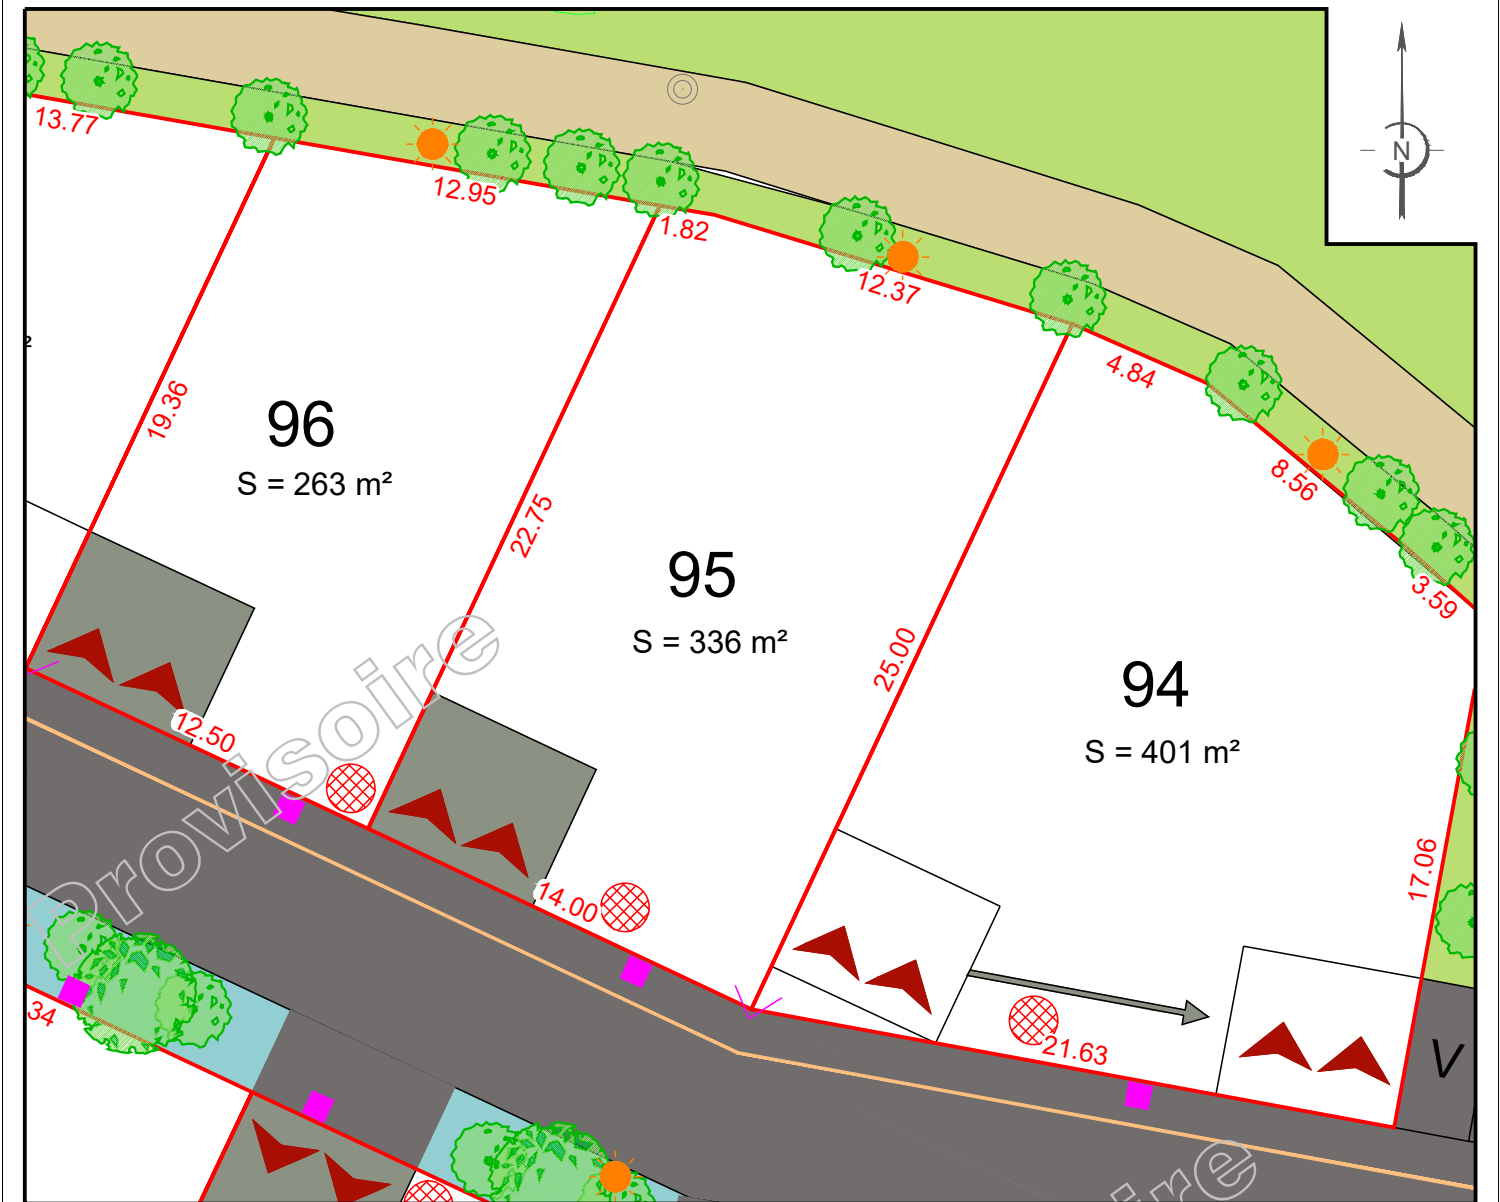 13.77
N
12.95
1.82
12.37
4.84
19.36
96
S = 263 m²
8.56
22.75
95
S = 336 m²
3.59
25.00
94
S = 401 m²
12.50
17.06
14.00
21.63
V
34
Provisoire
ire